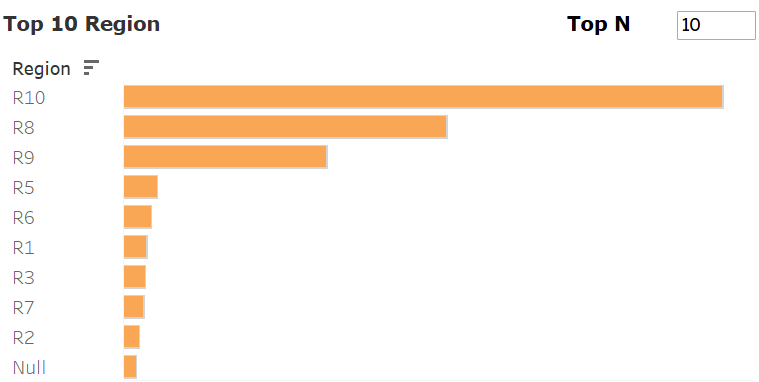 Top 10 Region
Top N
10
Region
R10
R8
R9
R5
R6
R1
R3
R7
R2
Null